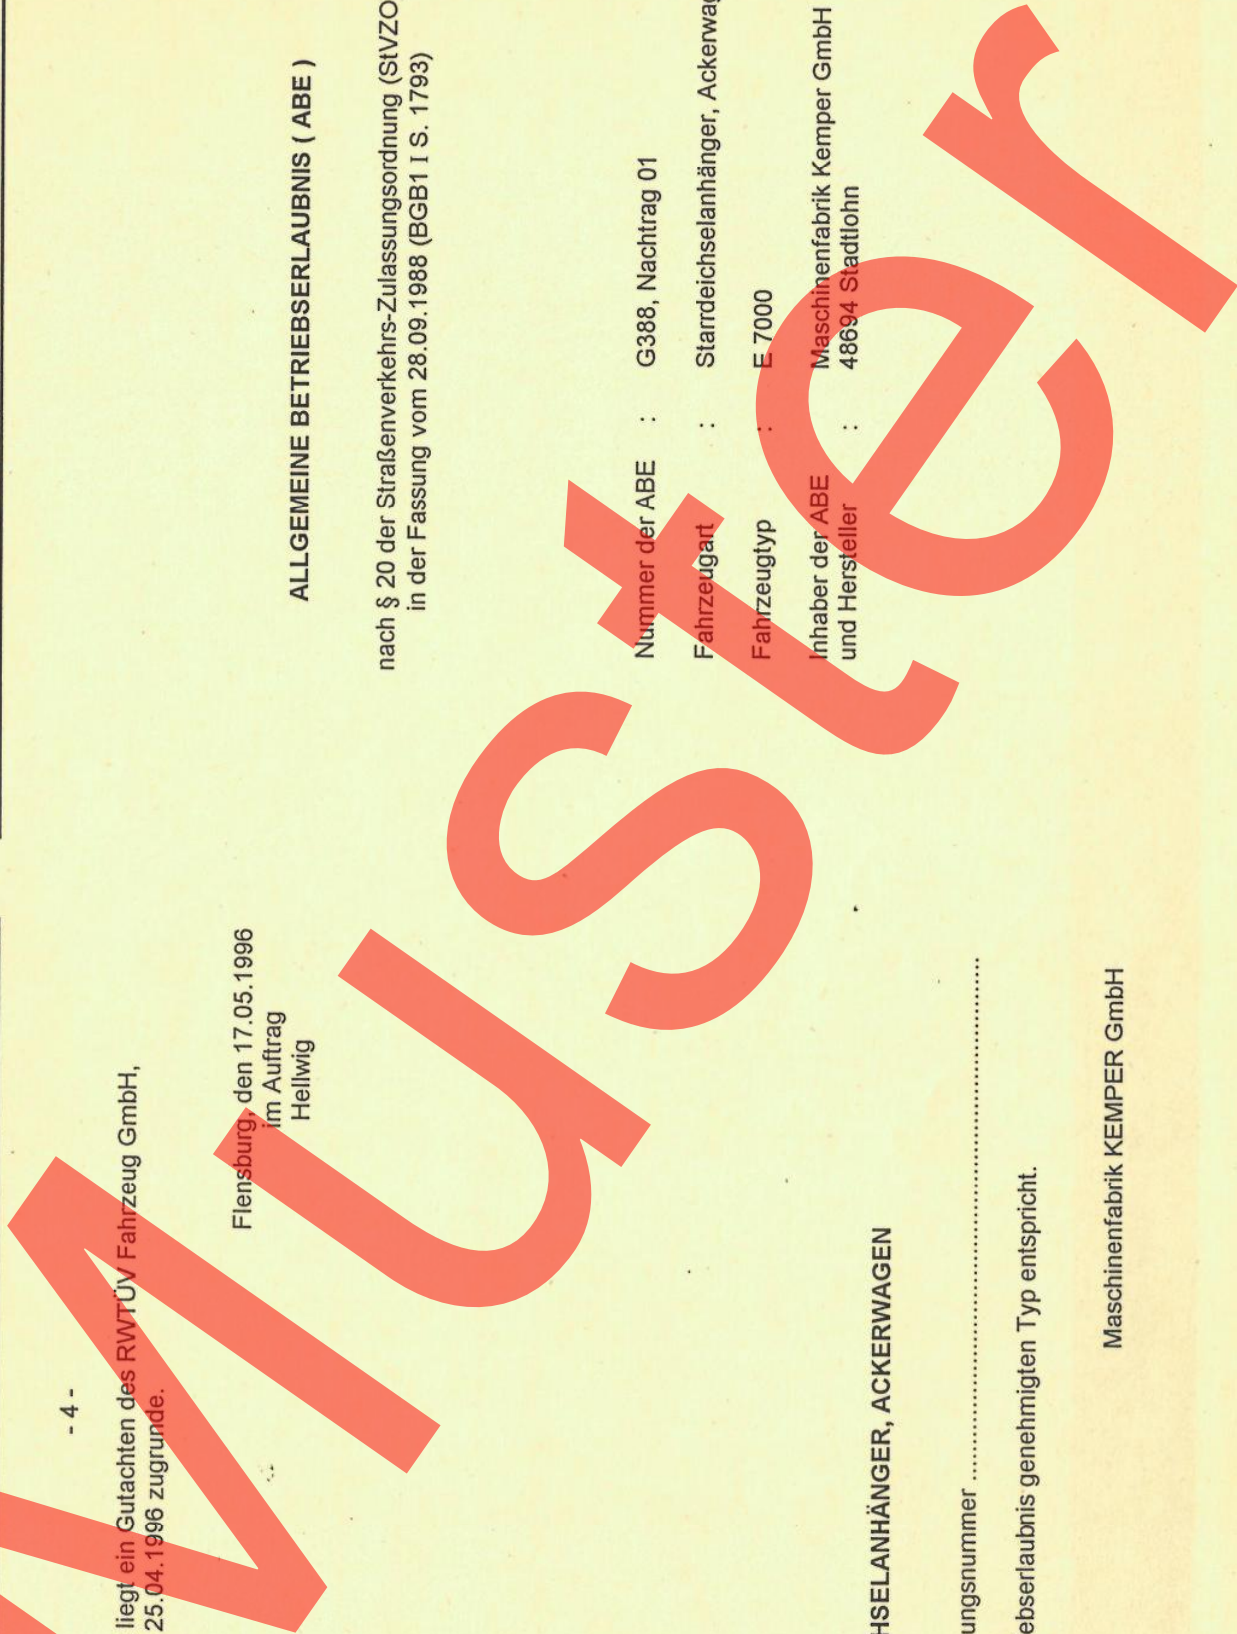 - 4 -
liegt ein Gutachten des RWTÜV Fahrzeug GmbH,
25.04.1996 zugrunde.
Flensburg, den 17.05.1996
im Auftrag
Hellwig
HSELANHÄNGER, ACKERWAGEN
ungsnummer ................................................................................
ebserlaubnis genehmigten Typ entspricht.
Maschinenfabrik KEMPER GmbH
ALLGEMEINE BETRIEBSERLAUBNIS ( ABE )
nach § 20 der Straßenverkehrs-Zulassungsordnung (StVZO
in der Fassung vom 28.09.1988 (BGB1 I S. 1793)
Nummer der ABE : G388, Nachtrag 01
Fahrzeugart : Starrdeichselanhänger, Ackerwag
Fahrzeugtyp : E 7000
Inhaber der ABE Maschinenfabrik Kemper GmbH
und Hersteller : 48694 Stadtlohn
Muster